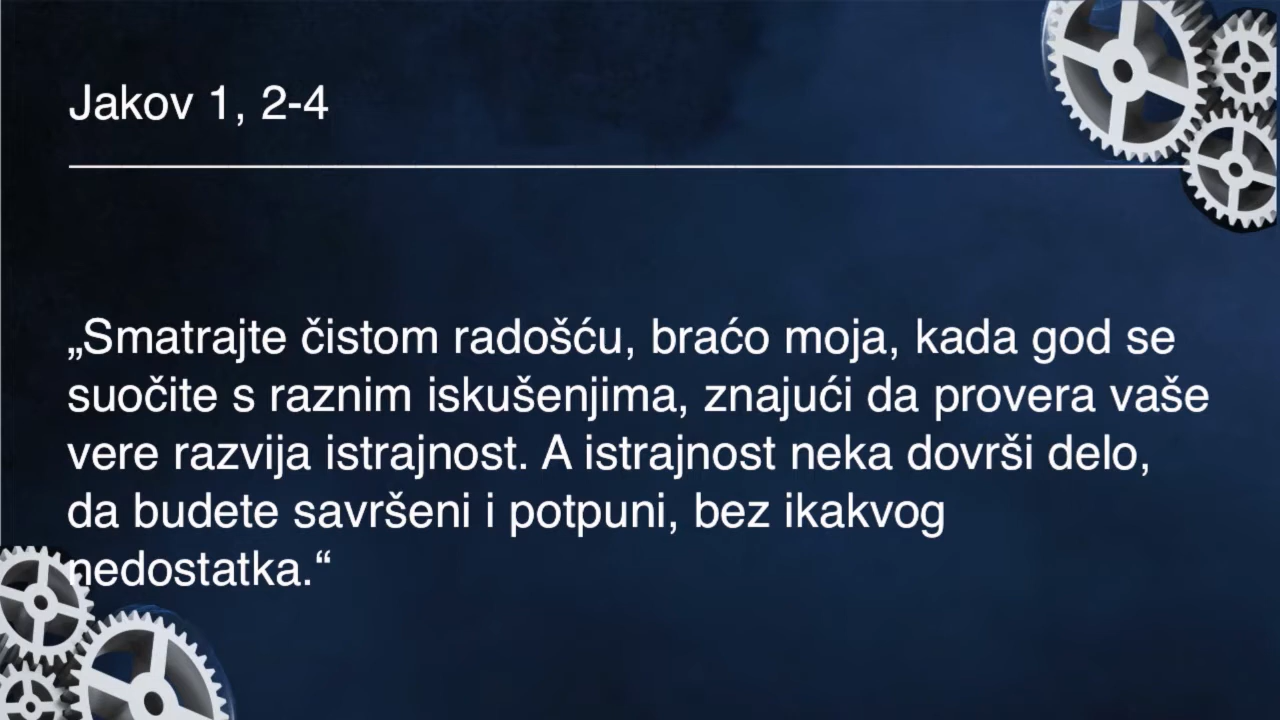 Jakov 1, 2-4
„Smatrajte čistom radošću, braćo moja, kada god se
suočite s raznim iskušenjima, znajući da provera vaše
vere razvija istrajnost. A istrajnost neka dovrši delo,
da budete savršeni i potpuni, bez ikakvog
nedostatka.“